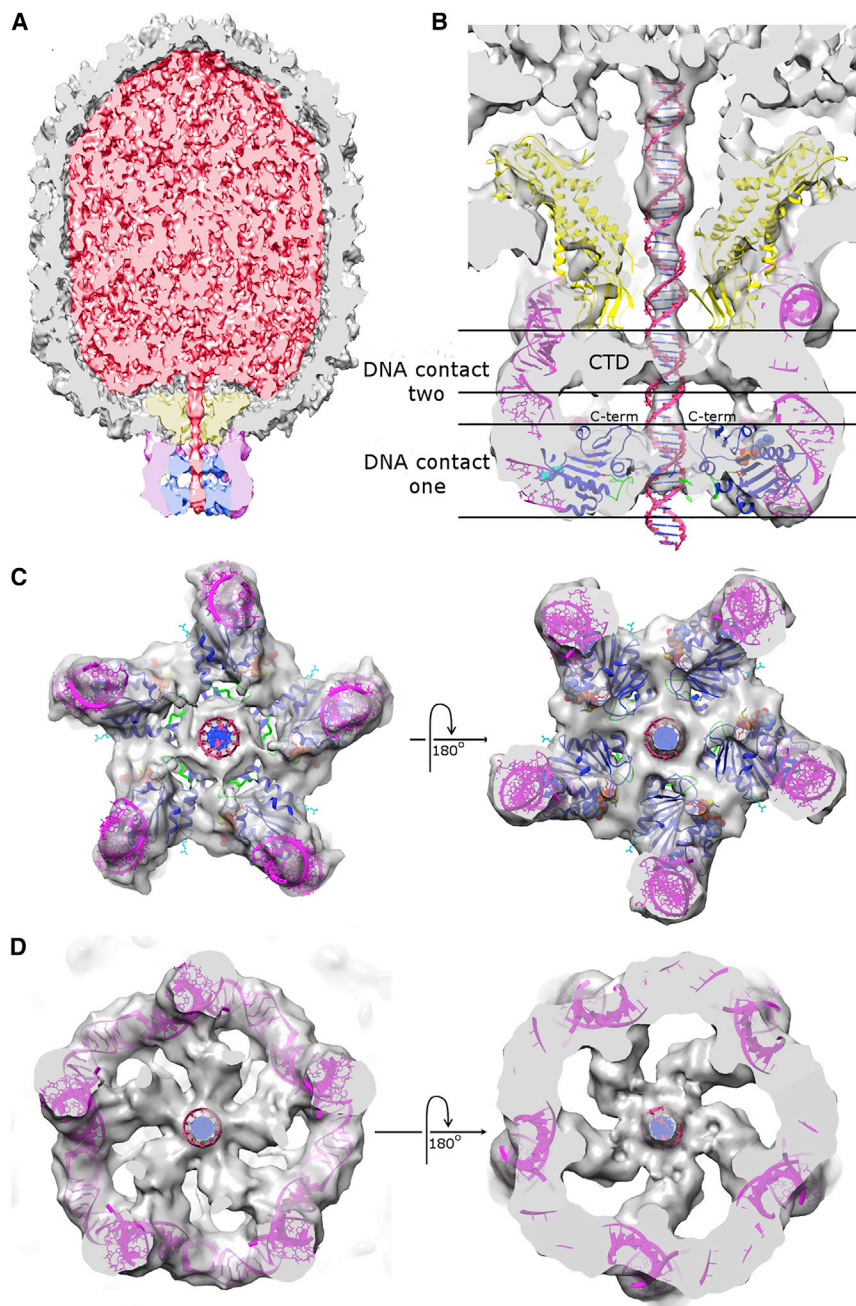 A
B
CTD
DNA contact
two
C-term
C-term
DNA contact
one
C
180°
D
180°